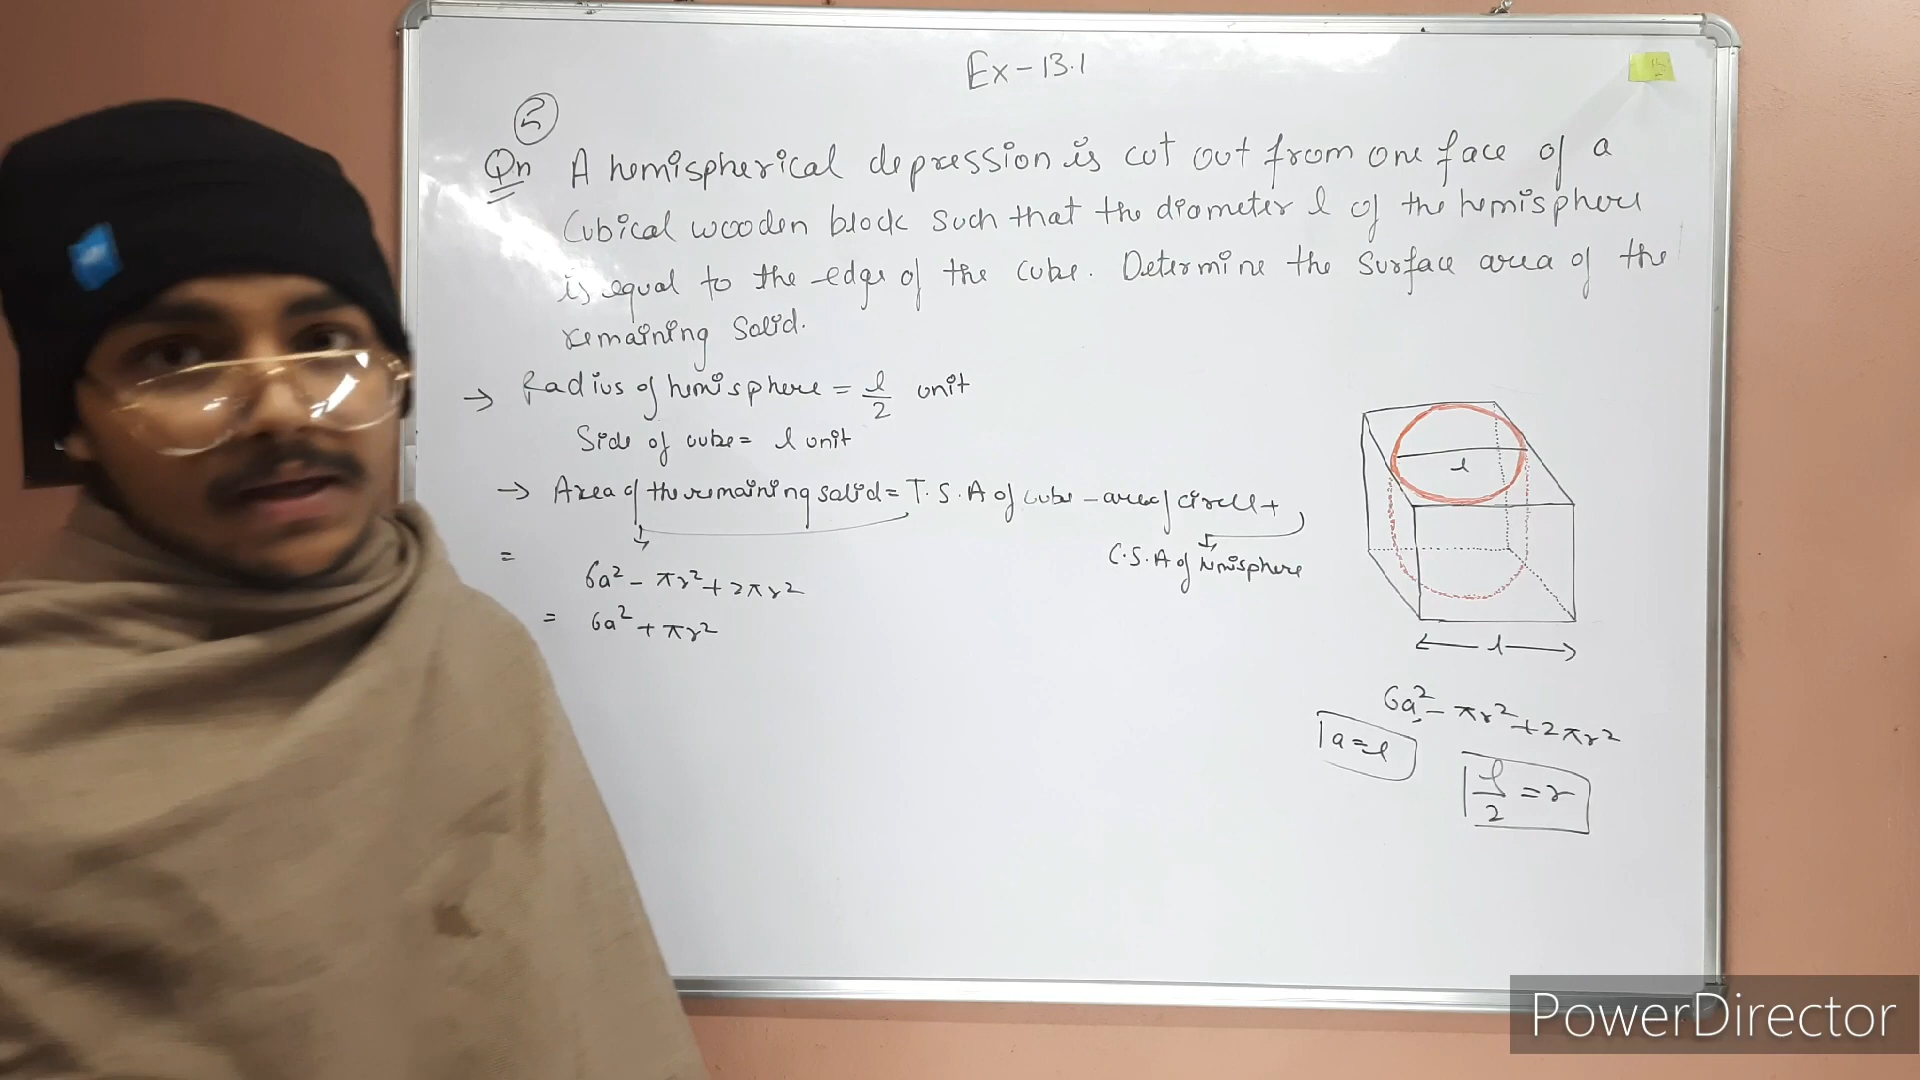 Ex-13.1
5
Qn A hemispherical depression is cut out from one face of a
Cubical wooden block such that the diameter l of the hemisphere
is equal to the edge of the cube. Determine the surface area of the
remaining solid.
→ Radius of hemisphere = l/2 unit
Side of cube = l unit
→ Area of the remaining solid = T.S.A of cube - area of circle +
C.S.A of hemisphere
=
6a² - πr² + 2πr²
= 6a² + πr²
l
l
6a² - πr² + 2πr²
a = l
l/2 = r
PowerDirector